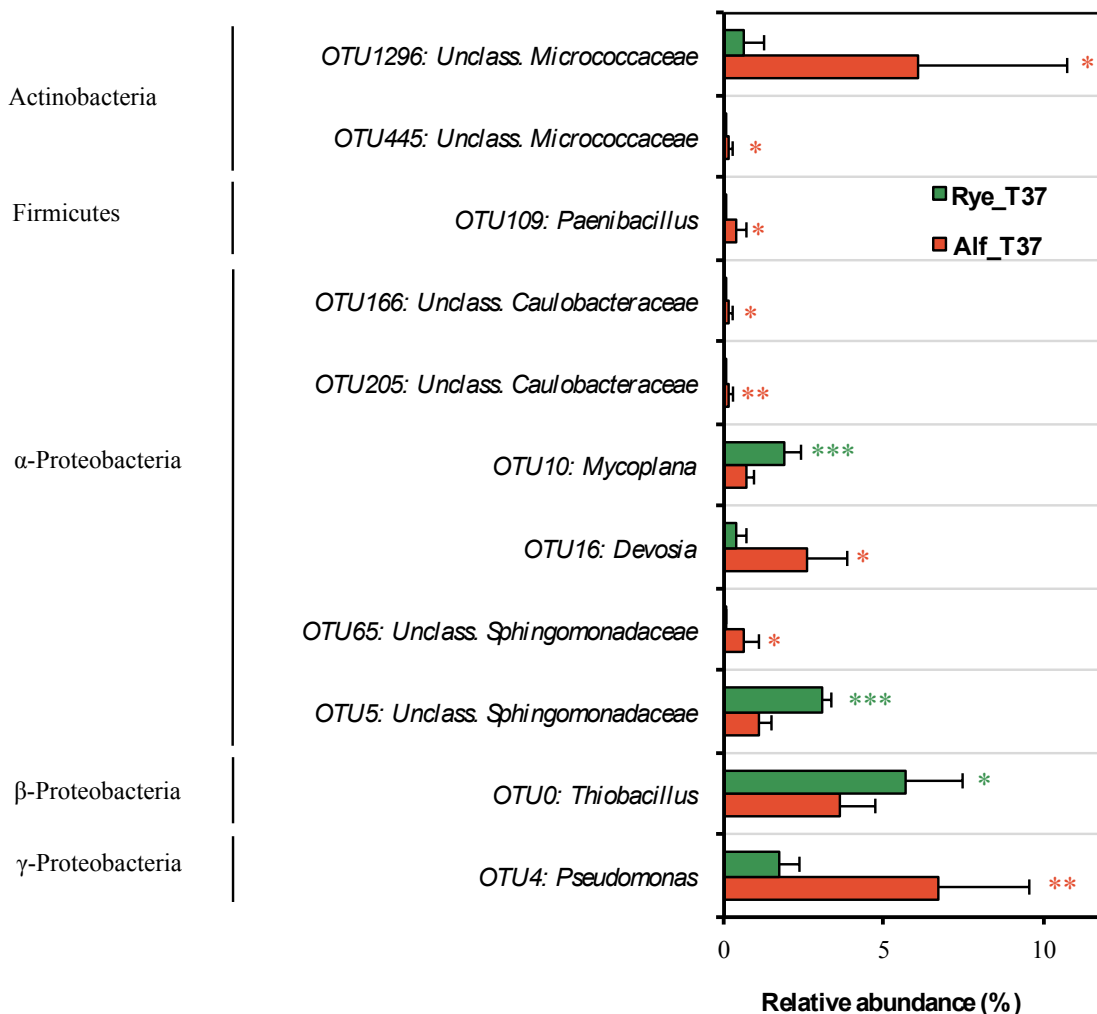 Actinobacteria
OTU1296: Unclass. Micrococcaceae
*
OTU445: Unclass. Micrococcaceae
*
Firmicutes
OTU109: Paenibacillus
*
Rye_T37
Alf_T37
α-Proteobacteria
OTU166: Unclass. Caulobacteraceae
*
OTU205: Unclass. Caulobacteraceae
**
OTU10: Mycoplana
***
OTU16: Devosia
*
OTU65: Unclass. Sphingomonadaceae
*
OTU5: Unclass. Sphingomonadaceae
***
β-Proteobacteria
OTU0: Thiobacillus
*
γ-Proteobacteria
OTU4: Pseudomonas
**
0 5 10
Relative abundance (%)